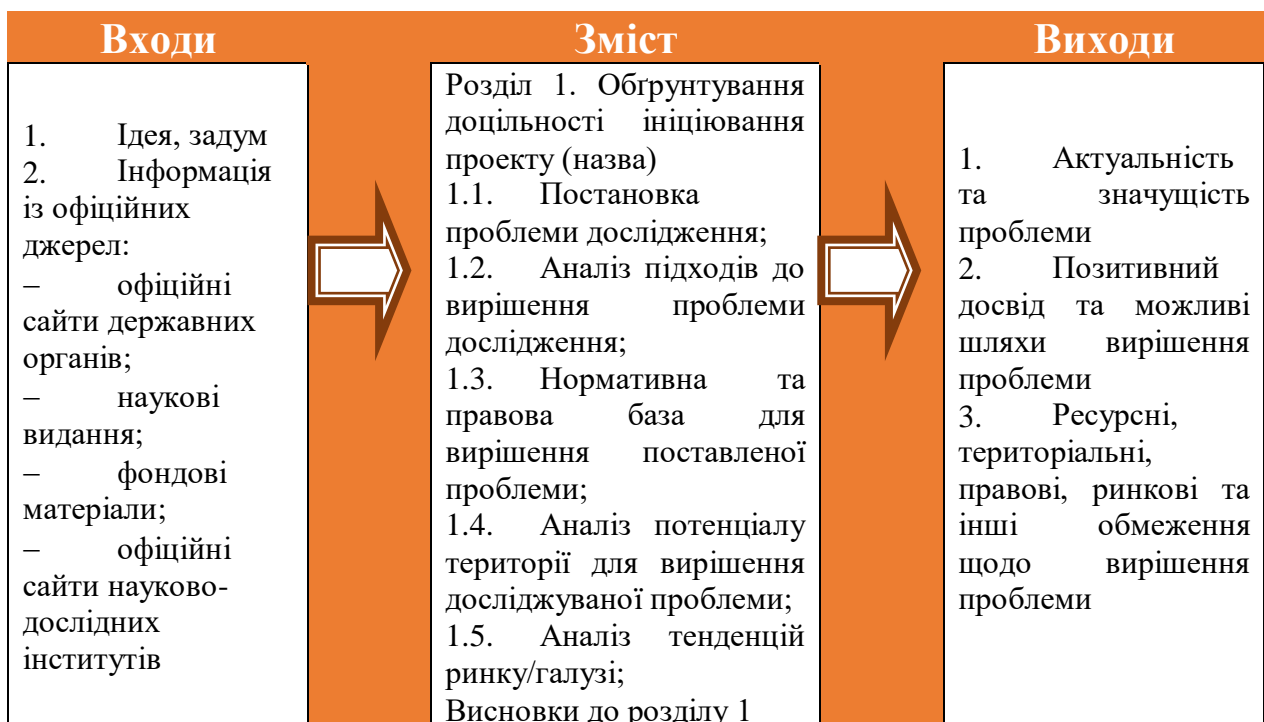 Входи
Зміст
Виходи
1. Ідея, задум
2. Інформація
із офіційних
джерел:
– офіційні
сайти державних
органів;
– наукові
видання;
– фондові
матеріали;
– офіційні
сайти науково-
дослідних
інститутів
Розділ 1. Обґрунтування
доцільності ініціювання
проекту (назва)
1.1. Постановка
проблеми дослідження;
1.2. Аналіз підходів до
вирішення проблеми
дослідження;
1.3. Нормативна та
правова база для
вирішення поставленої
проблеми;
1.4. Аналіз потенціалу
території для вирішення
досліджуваної проблеми;
1.5. Аналіз тенденцій
ринку/галузі;
Висновки до розділу 1
1. Актуальність
та значущість
проблеми
2. Позитивний
досвід та можливі
шляхи вирішення
проблеми
3. Ресурсні,
територіальні,
правові, ринкові та
інші обмеження
щодо вирішення
проблеми